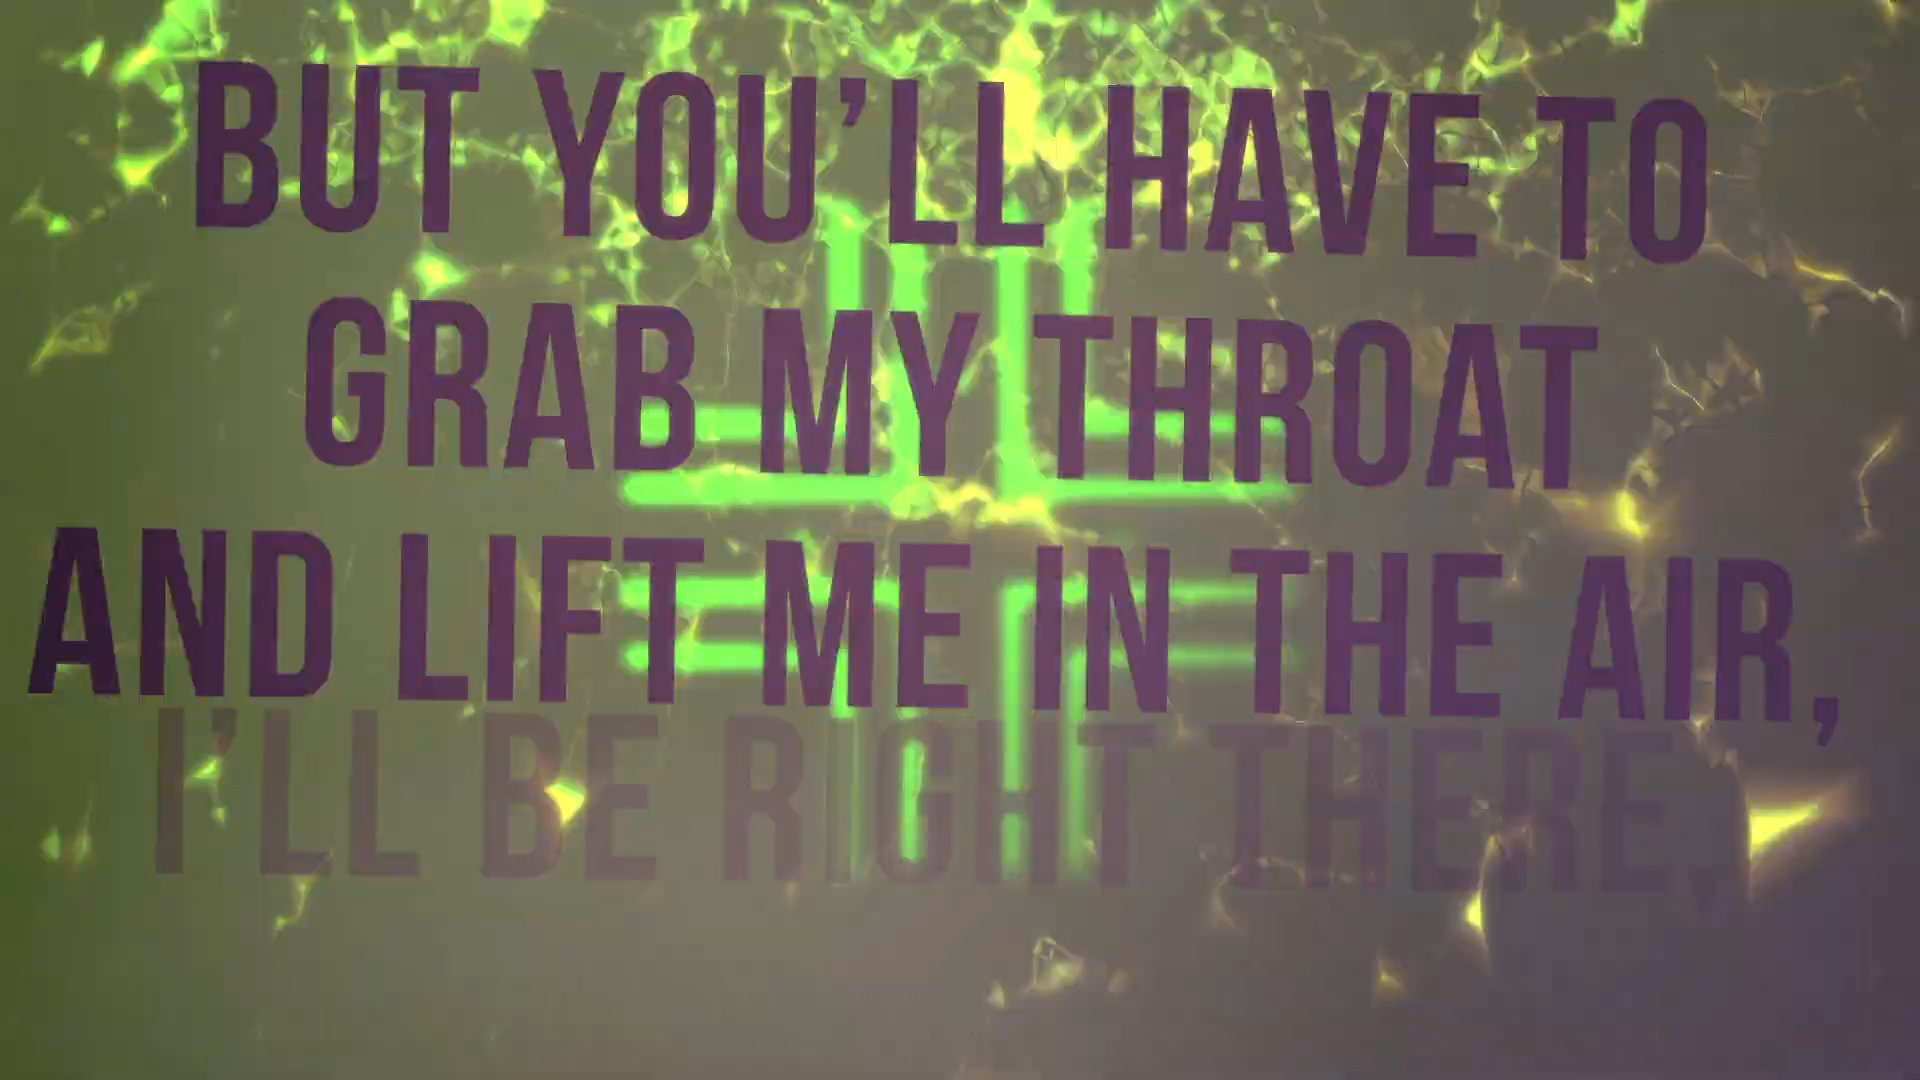 BUT YOU'LL HAVE TO
GRAB MY THROAT
AND LIFT ME IN THE AIR,
I'LL BE RIGHT THERE,